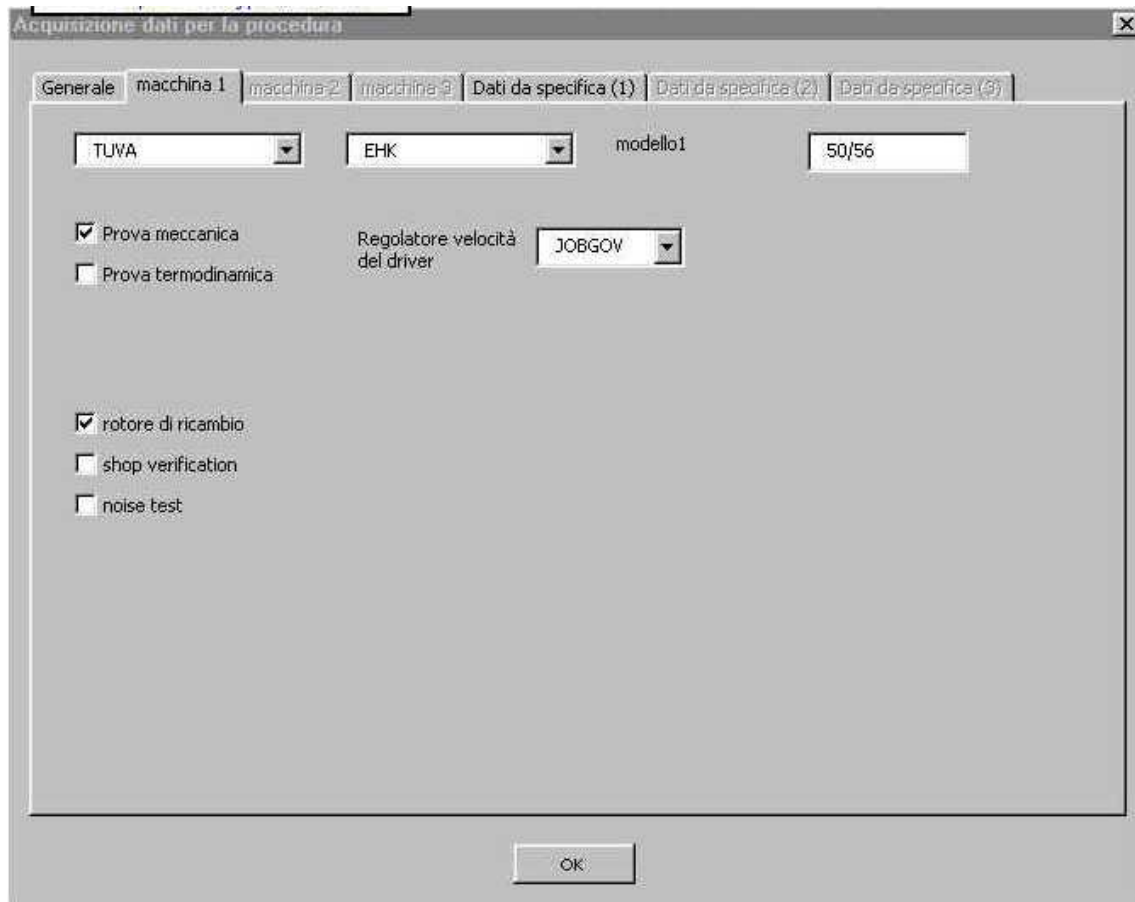 Acquisizione dati per la procedura
Generale macchina 1 macchina 2 macchina 3 Dati da specifica (1) Dati da specifica (2) Dati da specifica (3)
TUVA EHK modello1 50/56
Prova meccanica
Regolatore velocità
del driver
JOBGOV
Prova termodinamica
rotore di ricambio
shop verification
noise test
OK